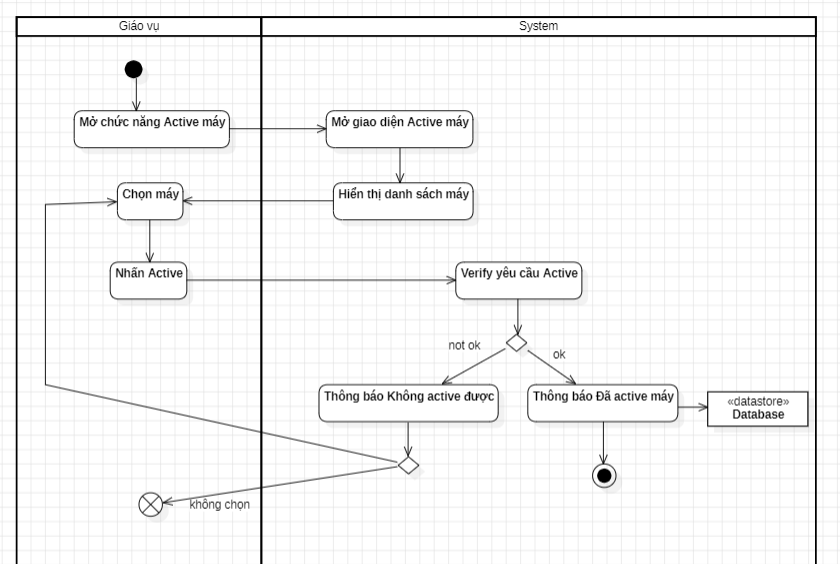 Giáo vụ
System
Mở chức năng Active máy
Mở giao diện Active máy
Chọn máy
Hiển thị danh sách máy
Nhấn Active
Verify yêu cầu Active
not ok
ok
Thông báo Không active được
Thông báo Đã active máy
«datastore»
Database
không chọn